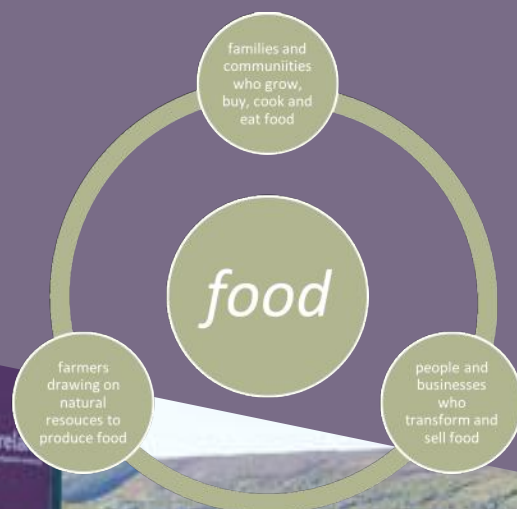 families and
communiities
who grow,
buy, cook and
eat food
food
farmers
drawing on
natural
resouces to
produce food
people and
businesses
who
transform and
sell food